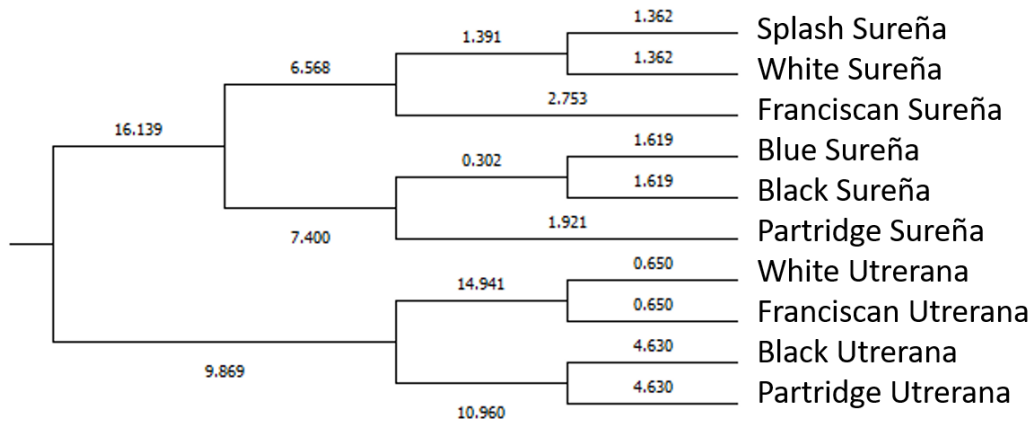 1.362
Splash Sureña
1.391
1.362
White Sureña
6.568
2.753
Franciscan Sureña
16.139
1.619
Blue Sureña
0.302
1.619
Black Sureña
1.921
Partridge Sureña
7.400
0.650
White Utrerana
14.941
0.650
Franciscan Utrerana
4.630
Black Utrerana
9.869
4.630
Partridge Utrerana
10.960